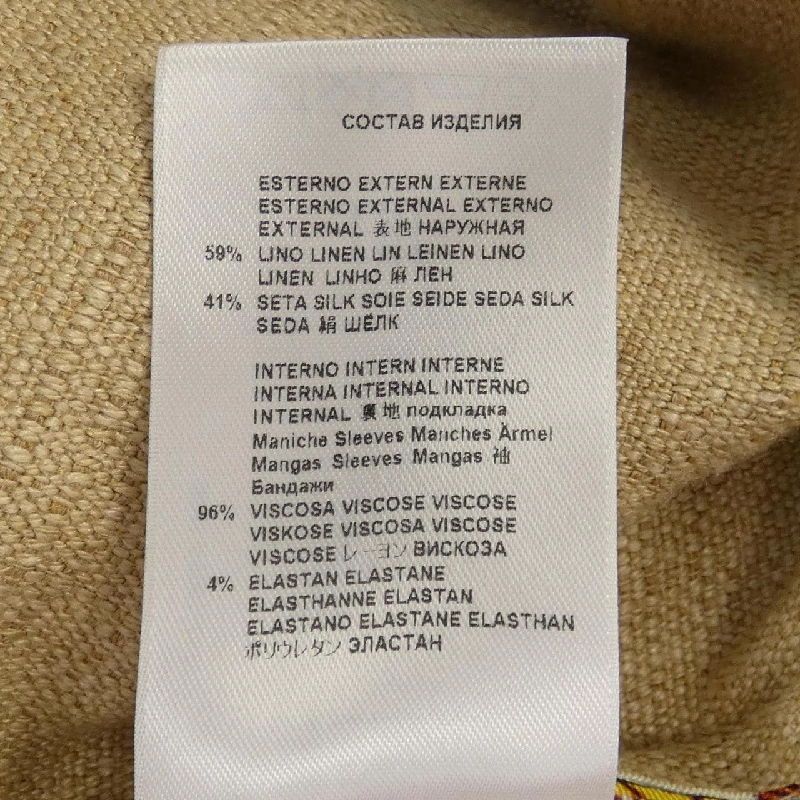 СОСТАВ ИЗДЕЛИЯ
ESTERNO EXTERN EXTERNE
ESTERNO EXTERNAL EXTERNO
EXTERNAL 表地 НАРУЖНАЯ
59% LINO LINEN LIN LEINEN LINO
LINEN LINHO 麻 ЛЕН
41% SETA SILK SOIE SEIDE SEDA SILK
SEDA 絹 ШЁЛК
INTERNO INTERN INTERNE
INTERNA INTERNAL INTERNO
INTERNAL 裏地 подкладка
Maniche Sleeves Manches Ärmel
Mangas Sleeves Mangas 袖
Бандажи
96% VISCOSA VISCOSE VISCOSE
VISKOSE VISCOSA VISCOSE
VISCOSE レーヨン ВИСКОЗА
4% ELASTAN ELASTANE
ELASTHANNE ELASTAN
ELASTANO ELASTANE ELASTHAN
ポリウレタン ЭЛАСТАН